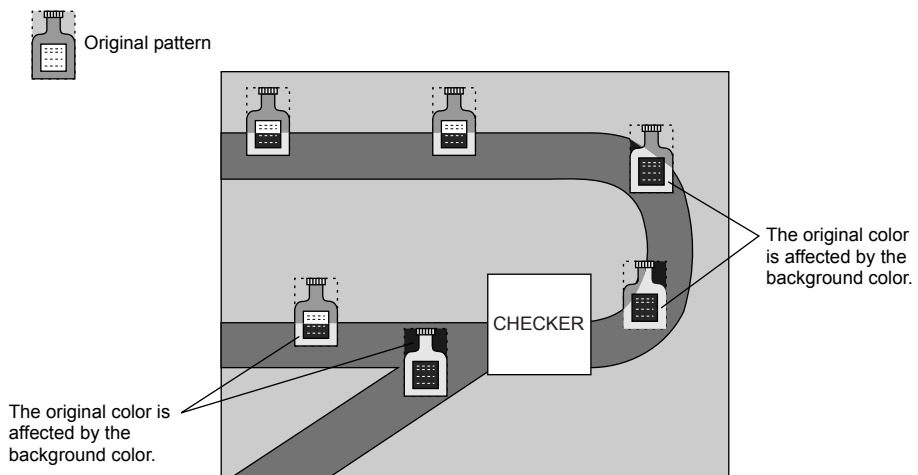 Original pattern
The original color
is affected by the
background color.
CHECKER
The original color is
affected by the
background color.